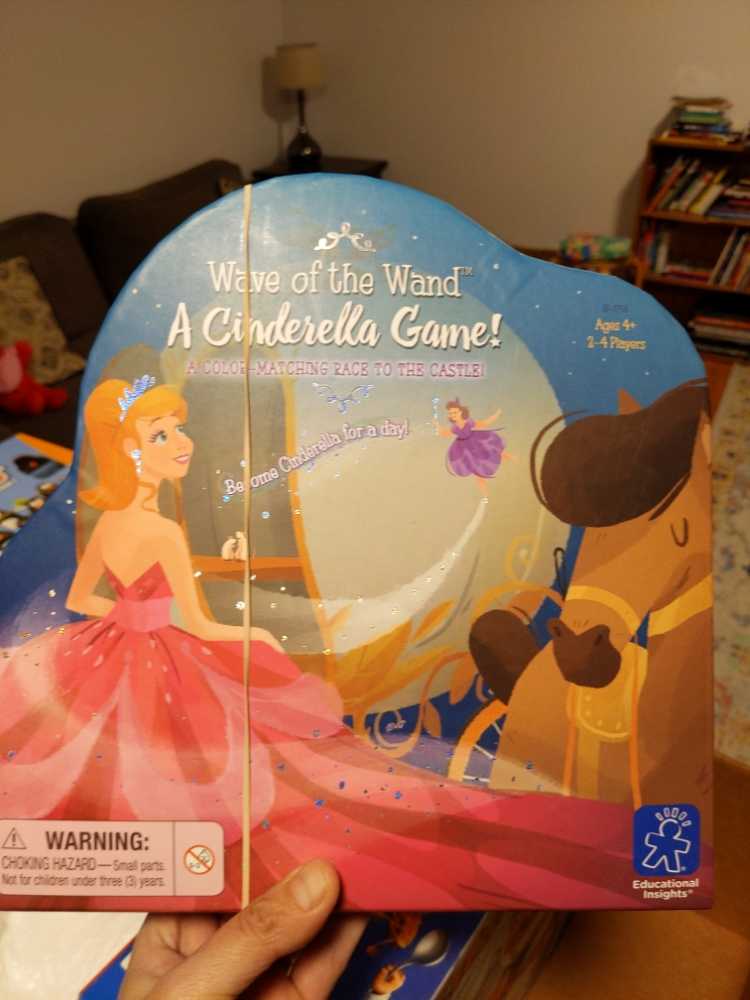 Wave of the Wand™
A Cinderella Game!
A COLOR-MATCHING RACE TO THE CASTLE!
Become Cinderella for a day!
Ages 4+
2-4 Players
WARNING:
CHOKING HAZARD — Small parts.
Not for children under three (3) years.
Educational
Insights®